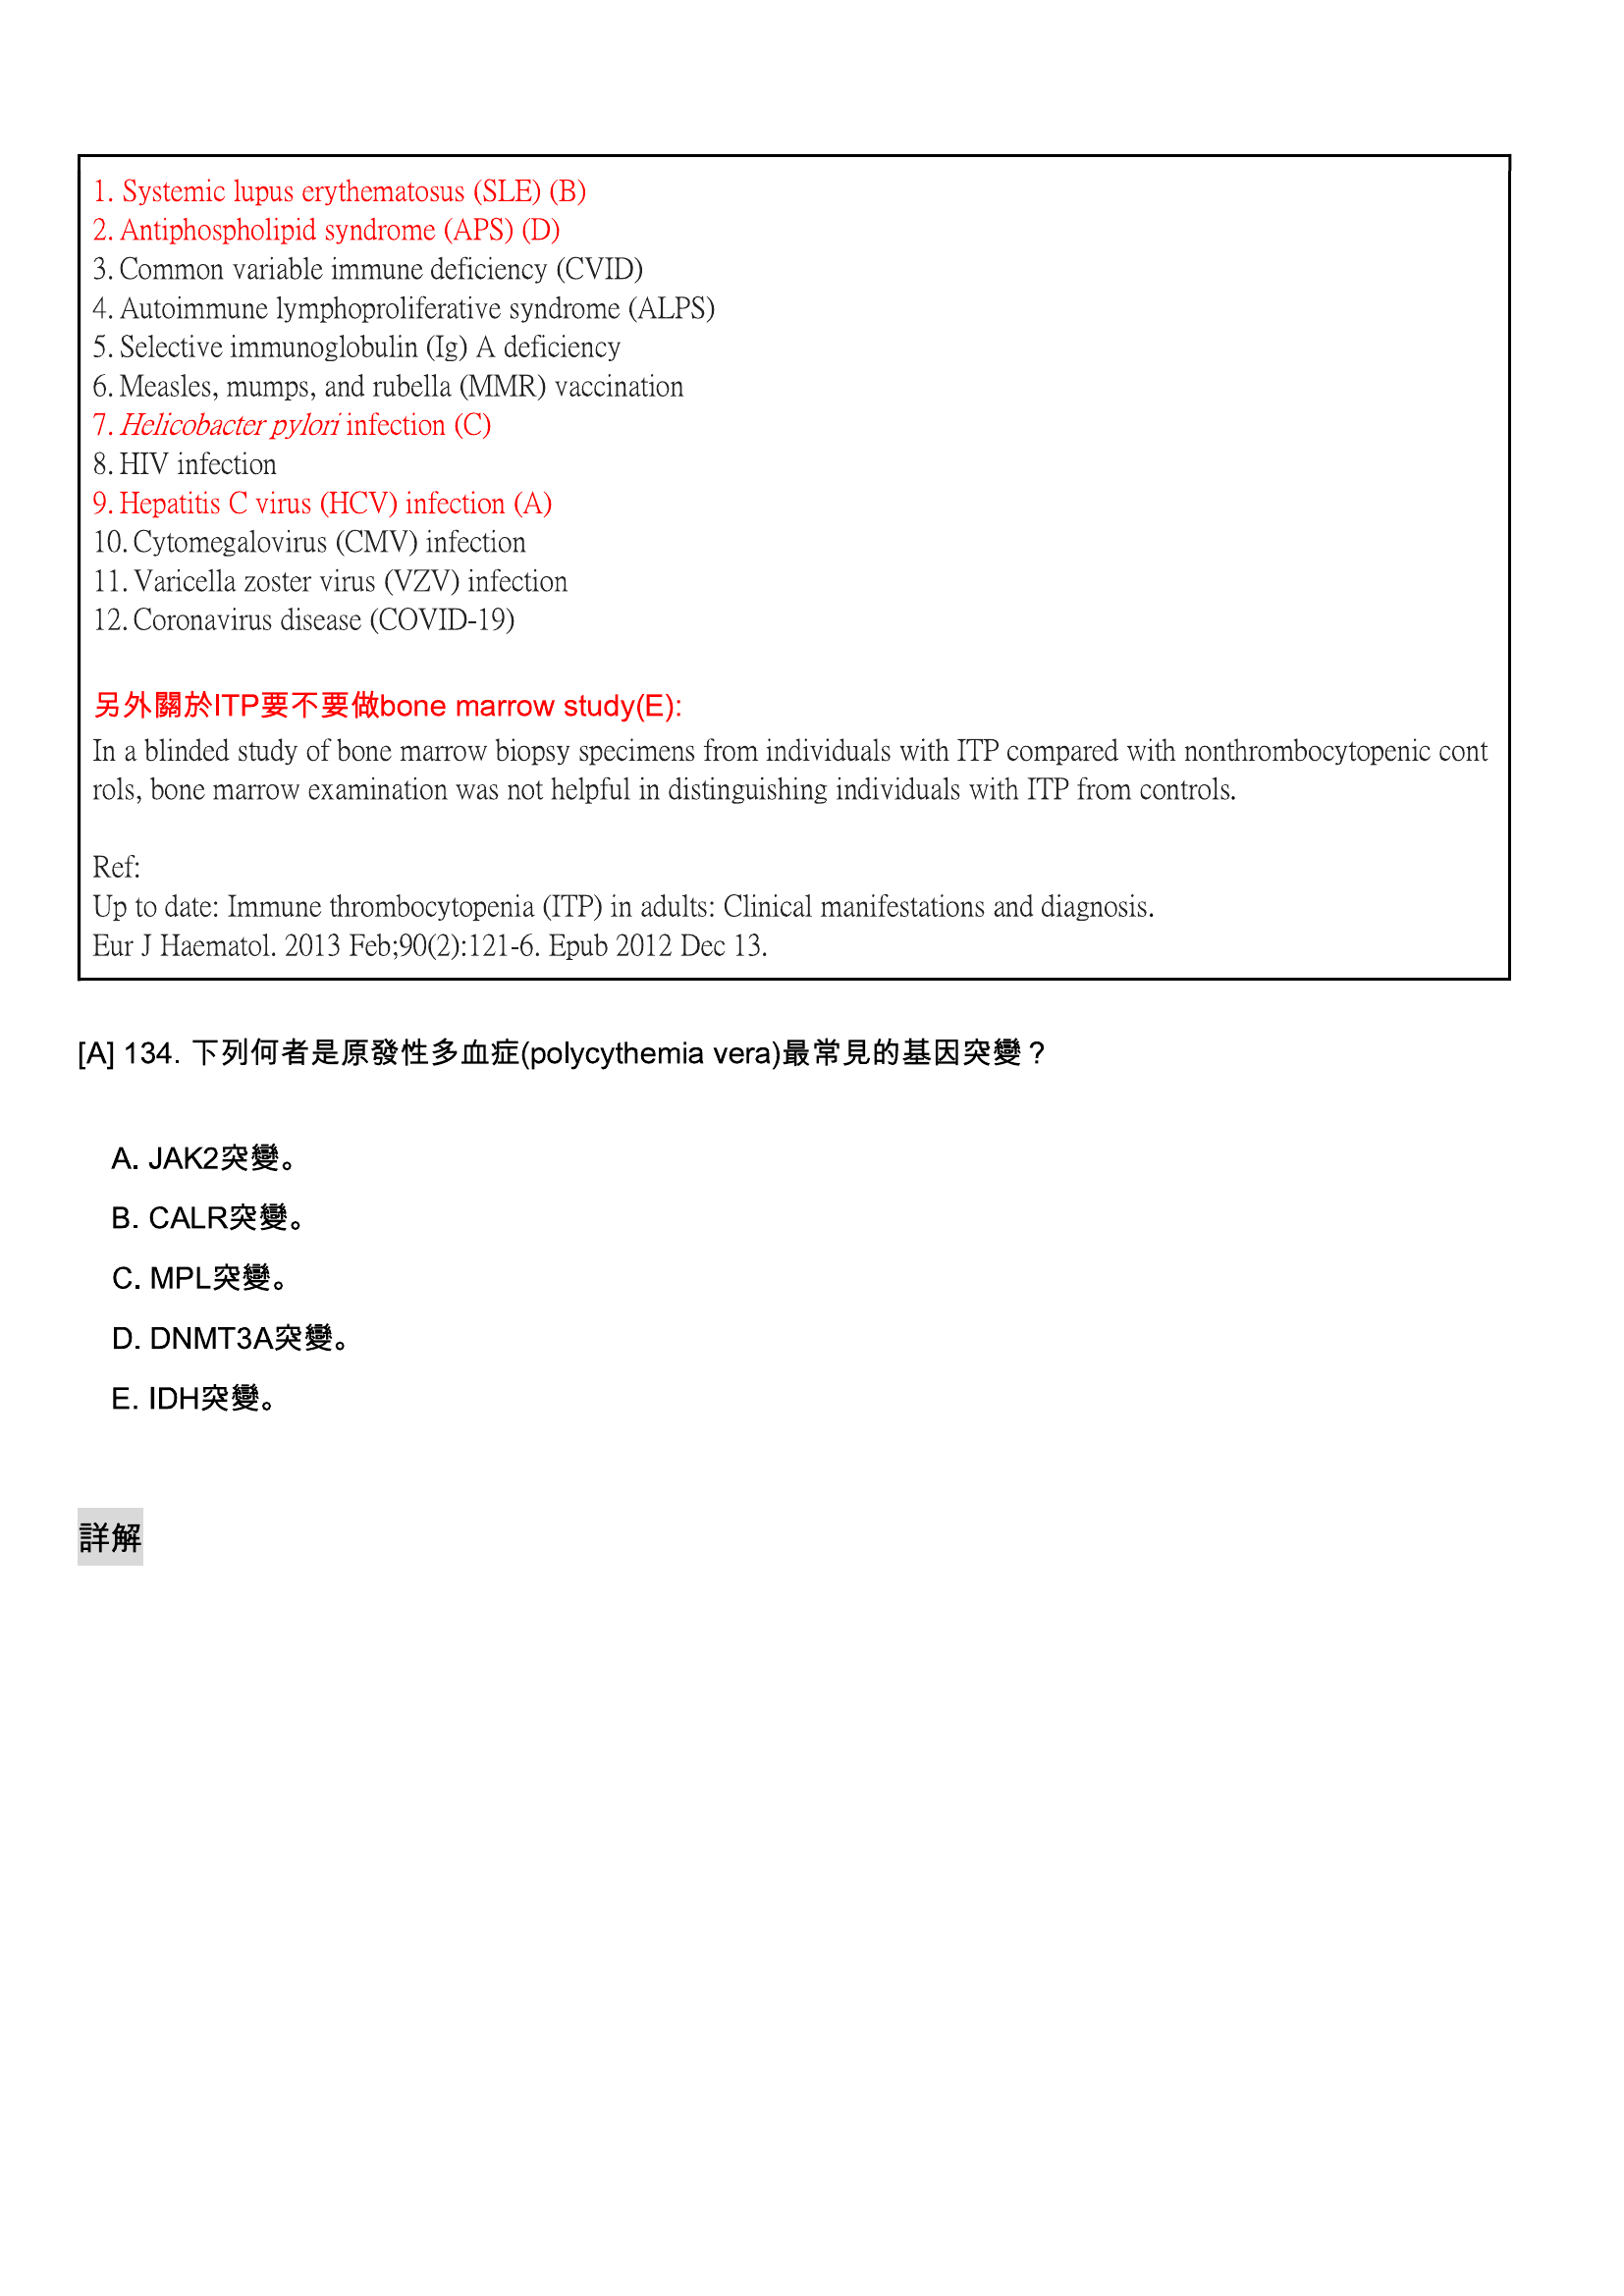 1. Systemic lupus erythematosus (SLE) (B)
2. Antiphospholipid syndrome (APS) (D)
3. Common variable immune deficiency (CVID)
4. Autoimmune lymphoproliferative syndrome (ALPS)
5. Selective immunoglobulin (Ig) A deficiency
6. Measles, mumps, and rubella (MMR) vaccination
7. Helicobacter pylori infection (C)
8. HIV infection
9. Hepatitis C virus (HCV) infection (A)
10. Cytomegalovirus (CMV) infection
11. Varicella zoster virus (VZV) infection
12. Coronavirus disease (COVID-19)
另外關於ITP要不要做bone marrow study(E):
In a blinded study of bone marrow biopsy specimens from individuals with ITP compared with nonthrombocytopenic cont
rols, bone marrow examination was not helpful in distinguishing individuals with ITP from controls.
Ref:
Up to date: Immune thrombocytopenia (ITP) in adults: Clinical manifestations and diagnosis.
Eur J Haematol. 2013 Feb;90(2):121-6. Epub 2012 Dec 13.
[A] 134. 下列何者是原發性多血症(polycythemia vera)最常見的基因突變？
A. JAK2突變。
B. CALR突變。
C. MPL突變。
D. DNMT3A突變。
E. IDH突變。
詳解